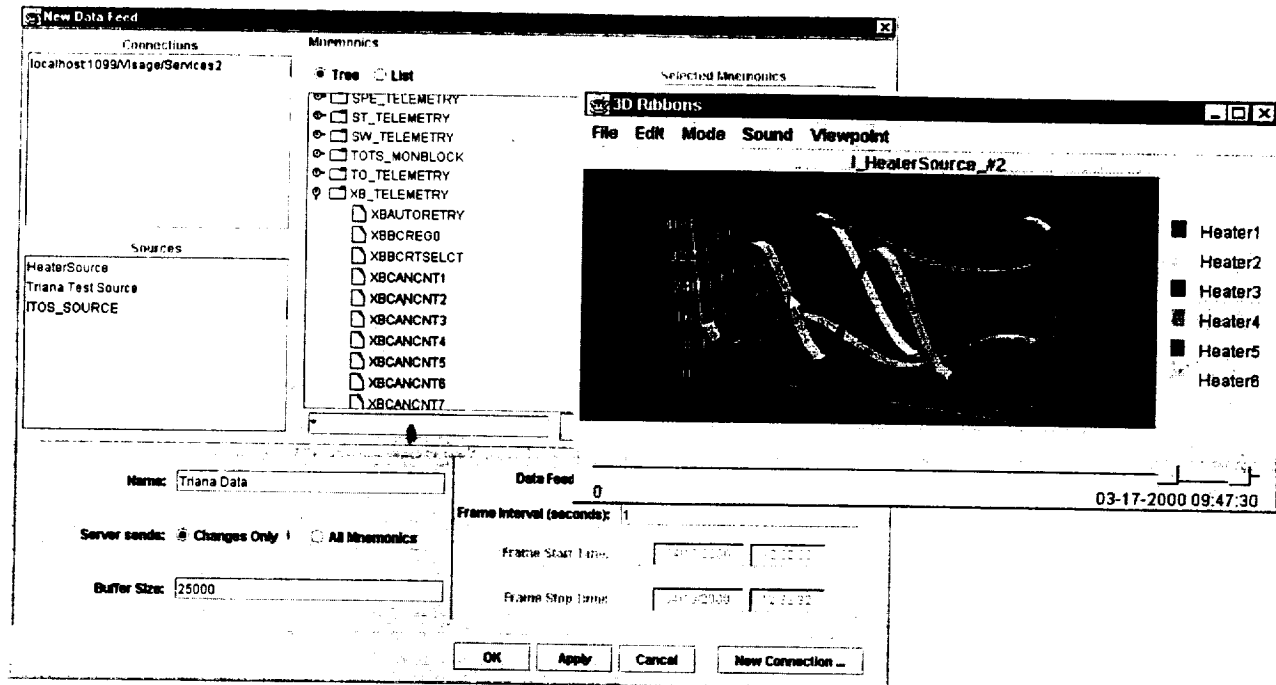 New Data Feed
Connections
localhost:1099/Visage/Services2
Sources
HeaterSource
Triana Test Source
ITOS_SOURCE
Mnemonics
Tree List
SPE_TELEMETRY
ST_TELEMETRY
SW_TELEMETRY
TOTS_MONBLOCK
TO_TELEMETRY
XB_TELEMETRY
XBAUTORETRY
XBBCREG0
XBBCRTSELCT
XBCANCNT1
XBCANCNT2
XBCANCNT3
XBCANCNT4
XBCANCNT5
XBCANCNT6
XBCANCNT7
*
Selected Mnemonics
Name: Triana Data
Server sends: Changes Only All Mnemonics
Buffer Size: 25000
Data Feed
Frame Interval (seconds): 1
Frame Start Time:
Frame Stop Time:
OK Apply Cancel New Connection ...
3D Ribbons
File Edit Mode Sound Viewpoint
I_HeaterSource_#2
Heater1
Heater2
Heater3
Heater4
Heater5
Heater6
0
03-17-2000 09:47:30